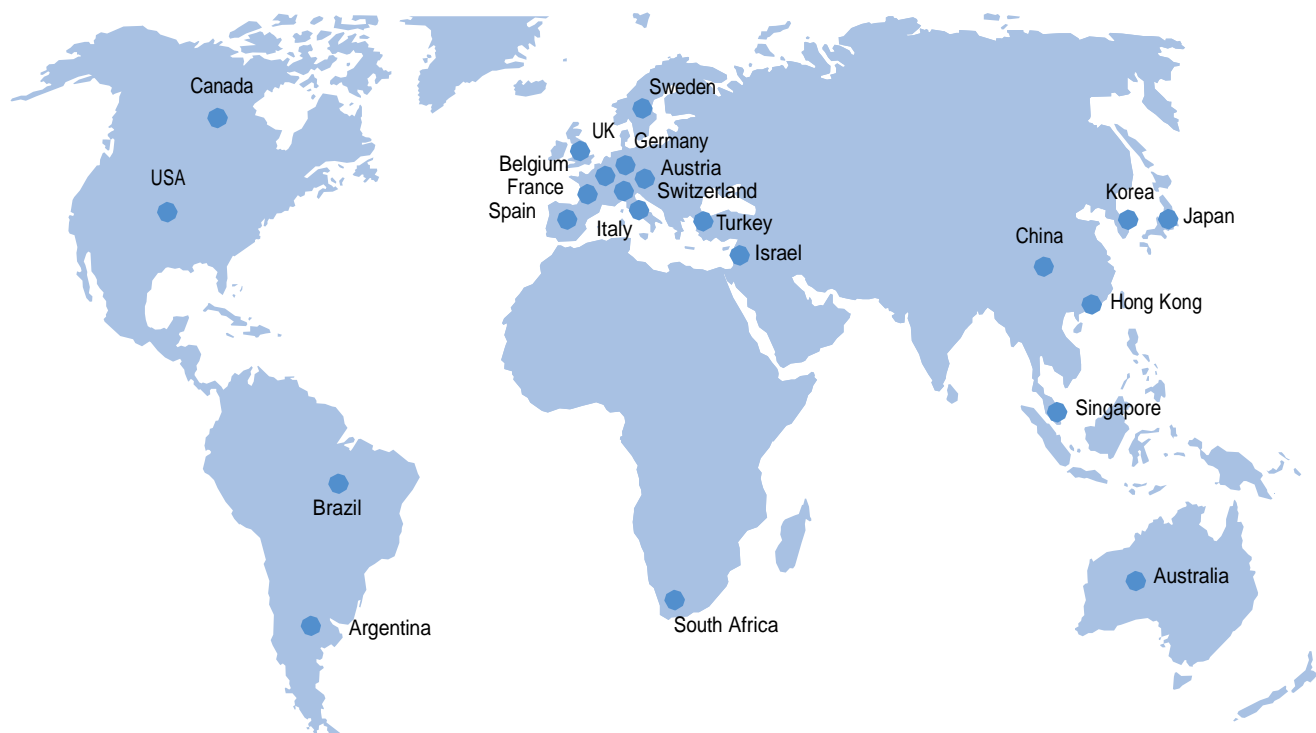 Canada
Sweden
UK
Germany
Belgium
Austria
USA
France
Switzerland
Korea
Spain
Japan
Italy
Turkey
China
Israel
Hong Kong
Singapore
Brazil
Australia
South Africa
Argentina